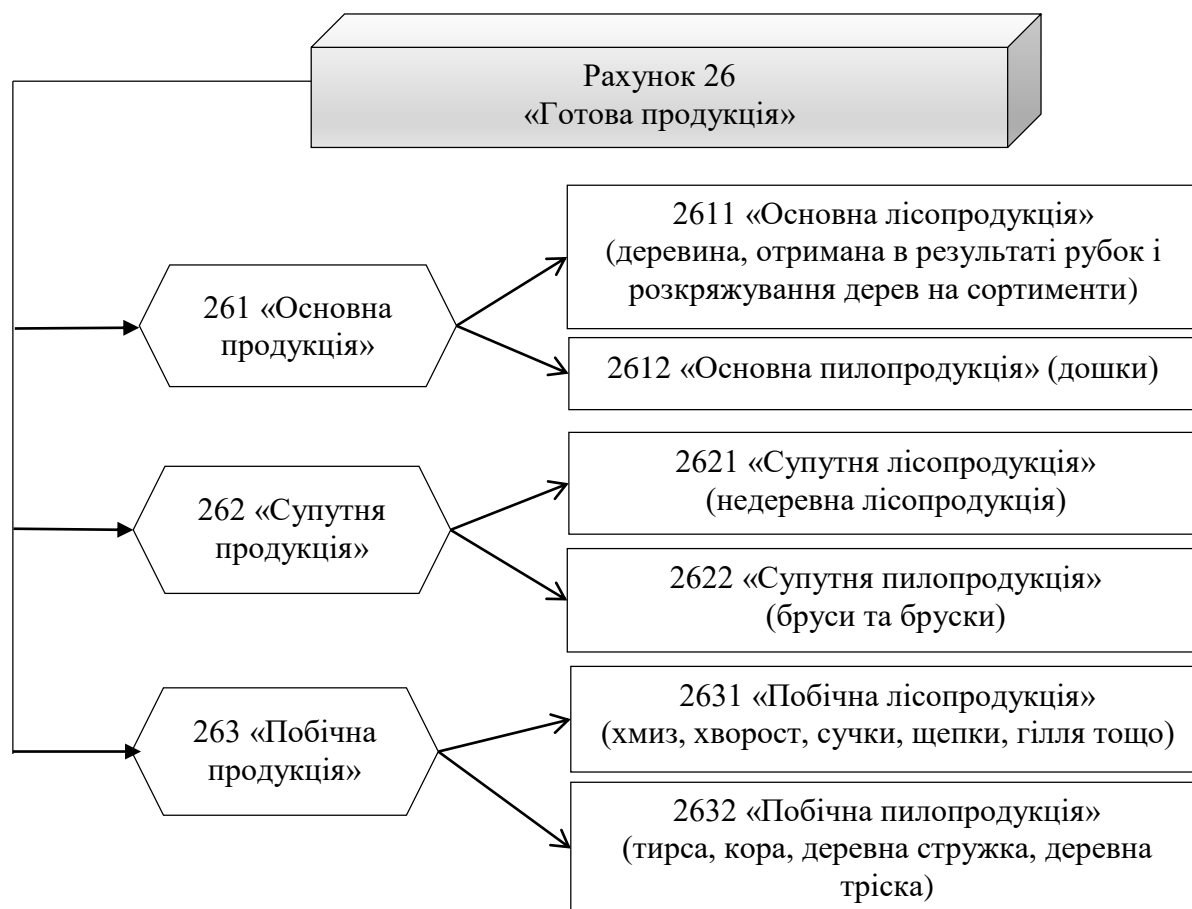 Рахунок 26
«Готова продукція»
261 «Основна
продукція»
2611 «Основна лісопродукція»
(деревина, отримана в результаті рубок і
розкряжування дерев на сортименти)
2612 «Основна пилопродукція» (дошки)
262 «Супутня
продукція»
2621 «Супутня лісопродукція»
(недеревна лісопродукція)
2622 «Супутня пилопродукція»
(бруси та бруски)
263 «Побічна
продукція»
2631 «Побічна лісопродукція»
(хмиз, хворост, сучки, щепки, гілля тощо)
2632 «Побічна пилопродукція»
(тирса, кора, деревна стружка, деревна
тріска)